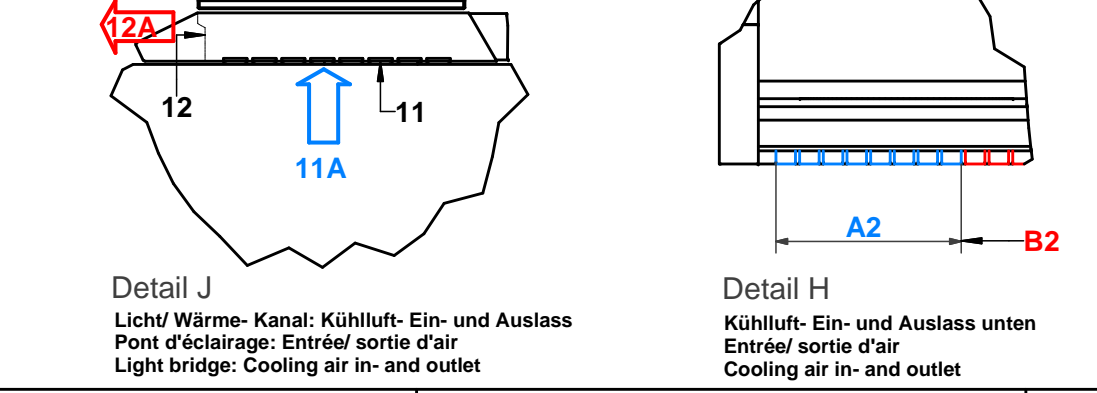 12A
12
11
11A
Detail J
Licht/ Wärme- Kanal: Kühlluft- Ein- und Auslass
Pont d'éclairage: Entrée/ sortie d'air
Light bridge: Cooling air in- and outlet
A2
B2
Detail H
Kühlluft- Ein- und Auslass unten
Entrée/ sortie d'air
Cooling air in- and outlet